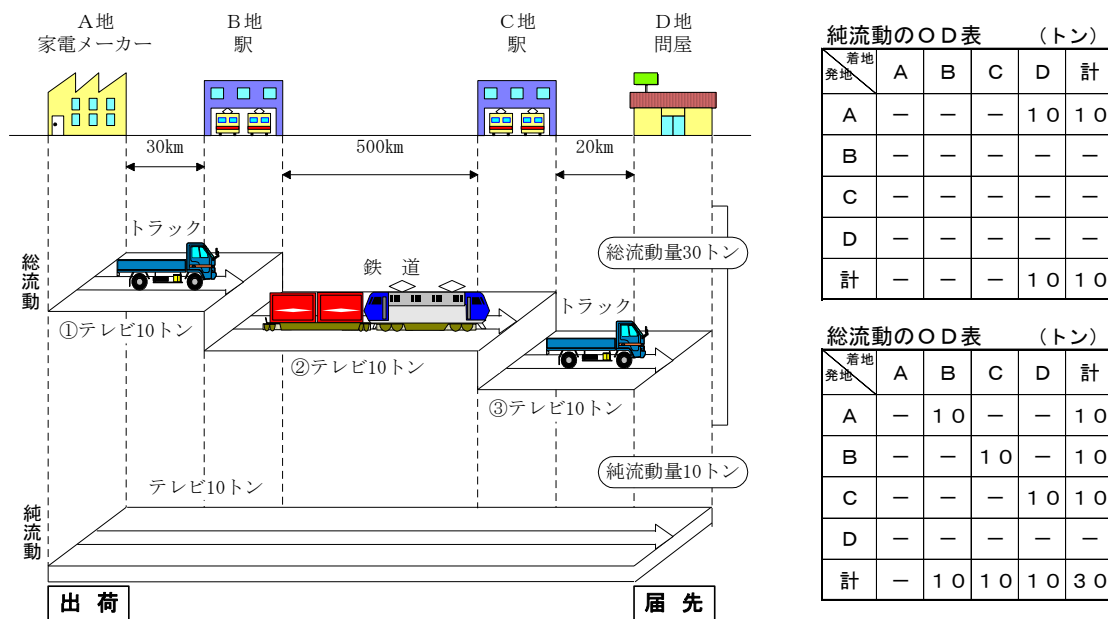 A地
家電メーカー
B地
駅
C地
駅
D地
問屋
30km
500km
20km
総流動
トラック
①テレビ10トン
鉄 道
②テレビ10トン
トラック
③テレビ10トン
総流動量30トン
純流動量10トン
純流動
テレビ10トン
出 荷
届 先
純流動のOD表 (トン)
着地
発地 A B C D 計
A - - - 10 10
B - - - - -
C - - - - -
D - - - - -
計 - - - 10 10
総流動のOD表 (トン)
着地
発地 A B C D 計
A - 10 - - 10
B - - 10 - 10
C - - - 10 10
D - - - - -
計 - 10 10 10 30